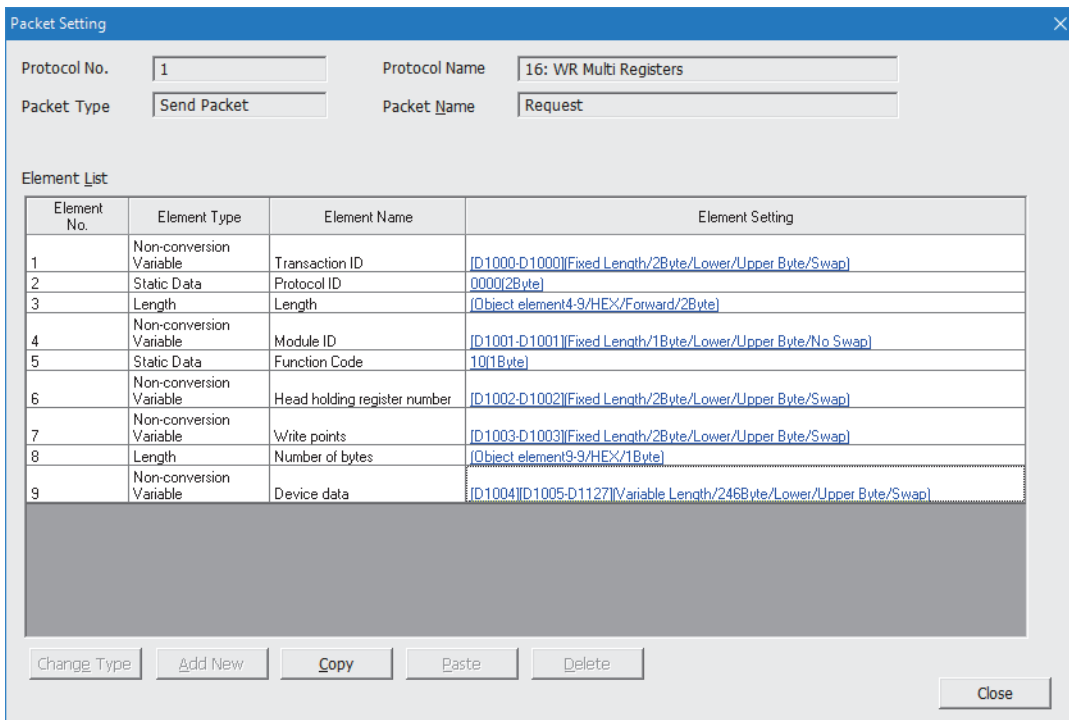 Packet Setting
Protocol No. 1 Protocol Name 16: WR Multi Registers
Packet Type Send Packet Packet Name Request
Element List
Element No. Element Type Element Name Element Setting
1 Non-conversion Variable Transaction ID [D1000-D1000](Fixed Length/2Byte/Lower/Upper Byte/Swap)
2 Static Data Protocol ID 0000(2Byte)
3 Length Length (Object element4-9/HEX/Forward/2Byte)
4 Non-conversion Variable Module ID [D1001-D1001](Fixed Length/1Byte/Lower/Upper Byte/No Swap)
5 Static Data Function Code 10(1Byte)
6 Non-conversion Variable Head holding register number [D1002-D1002](Fixed Length/2Byte/Lower/Upper Byte/Swap)
7 Non-conversion Variable Write points [D1003-D1003](Fixed Length/2Byte/Lower/Upper Byte/Swap)
8 Length Number of bytes (Object element9-9/HEX/1Byte)
9 Non-conversion Variable Device data [D1004][D1005-D1127](Variable Length/246Byte/Lower/Upper Byte/Swap)
Change Type Add New Copy Paste Delete
Close